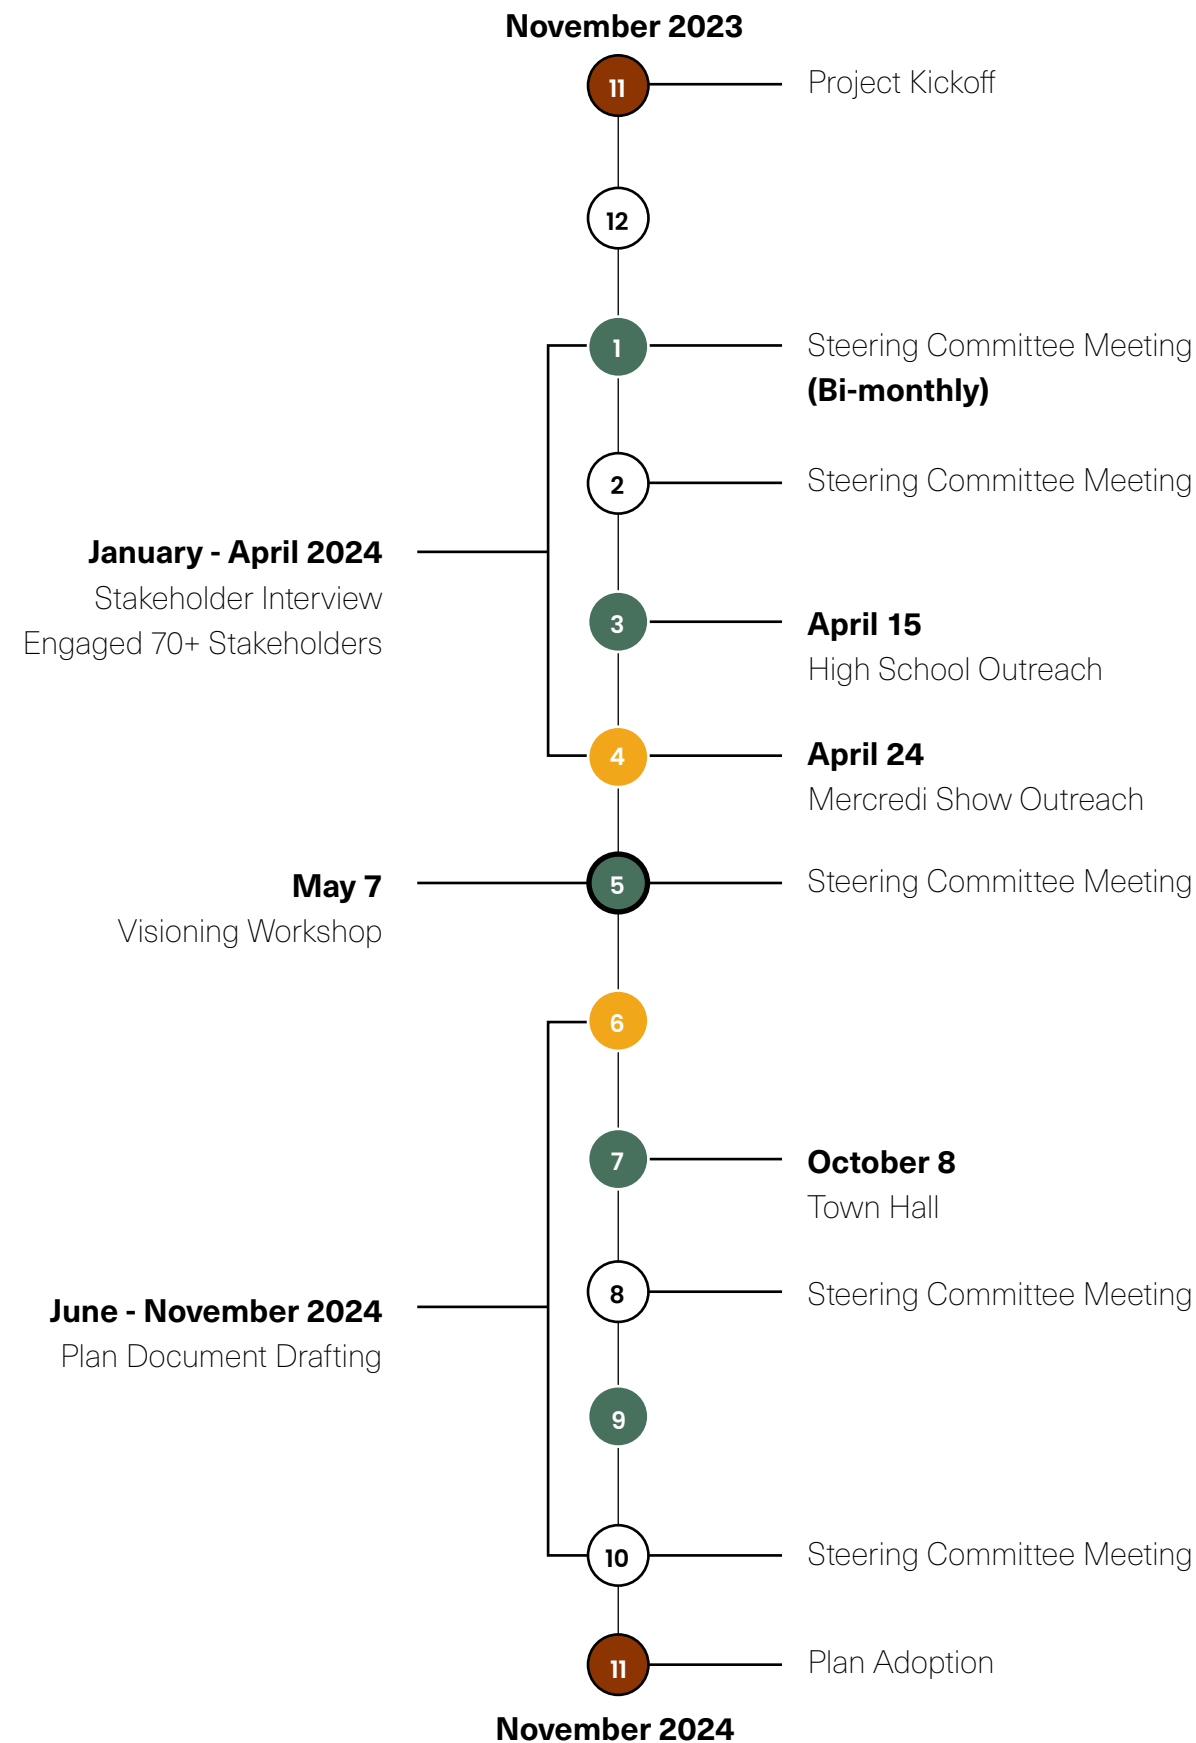 November 2023
11
Project Kickoff
12
1
Steering Committee Meeting
(Bi-monthly)
2
Steering Committee Meeting
January - April 2024
Stakeholder Interview
Engaged 70+ Stakeholders
3
April 15
High School Outreach
4
April 24
Mercredi Show Outreach
May 7
Visioning Workshop
5
Steering Committee Meeting
6
7
October 8
Town Hall
8
Steering Committee Meeting
June - November 2024
Plan Document Drafting
9
10
Steering Committee Meeting
11
Plan Adoption
November 2024